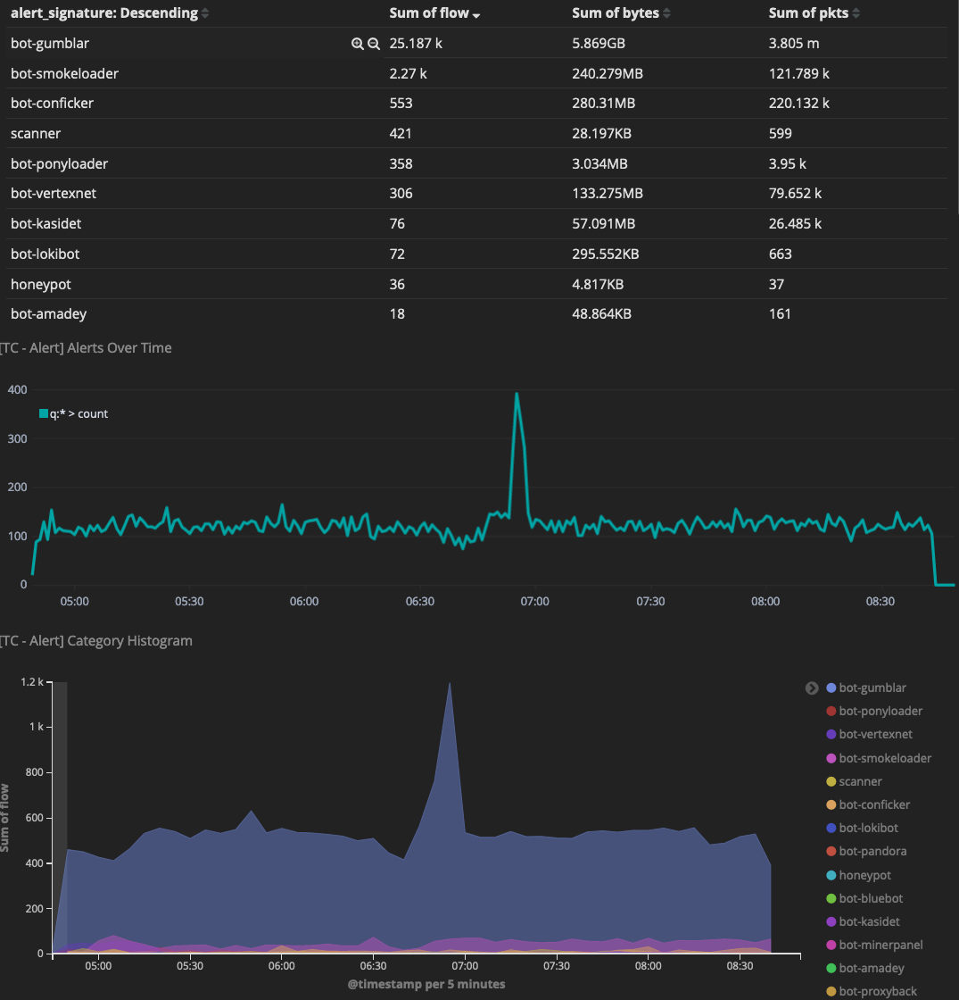 alert_signature: Descending Sum of flow Sum of bytes Sum of pkts
bot-gumblar 25.187 k 5.869GB 3.805 m
bot-smokeloader 2.27 k 240.279MB 121.789 k
bot-conficker 553 280.31MB 220.132 k
scanner 421 28.197KB 599
bot-ponyloader 358 3.034MB 3.95 k
bot-vertexnet 306 133.275MB 79.652 k
bot-kasidet 76 57.091MB 26.485 k
bot-lokibot 72 295.552KB 663
honeypot 36 4.817KB 37
bot-amadey 18 48.864KB 161
[TC - Alert] Alerts Over Time
400
q:* > count
300
200
100
0
05:00 05:30 06:00 06:30 07:00 07:30 08:00 08:30
[TC - Alert] Category Histogram
Sum of flow
1.2 k
1 k
800
600
400
200
0
05:00 05:30 06:00 06:30 07:00 07:30 08:00 08:30
@timestamp per 5 minutes
bot-gumblar
bot-ponyloader
bot-vertexnet
bot-smokeloader
scanner
bot-conficker
bot-lokibot
bot-pandora
honeypot
bot-bluebot
bot-kasidet
bot-minerpanel
bot-amadey
bot-proxyback